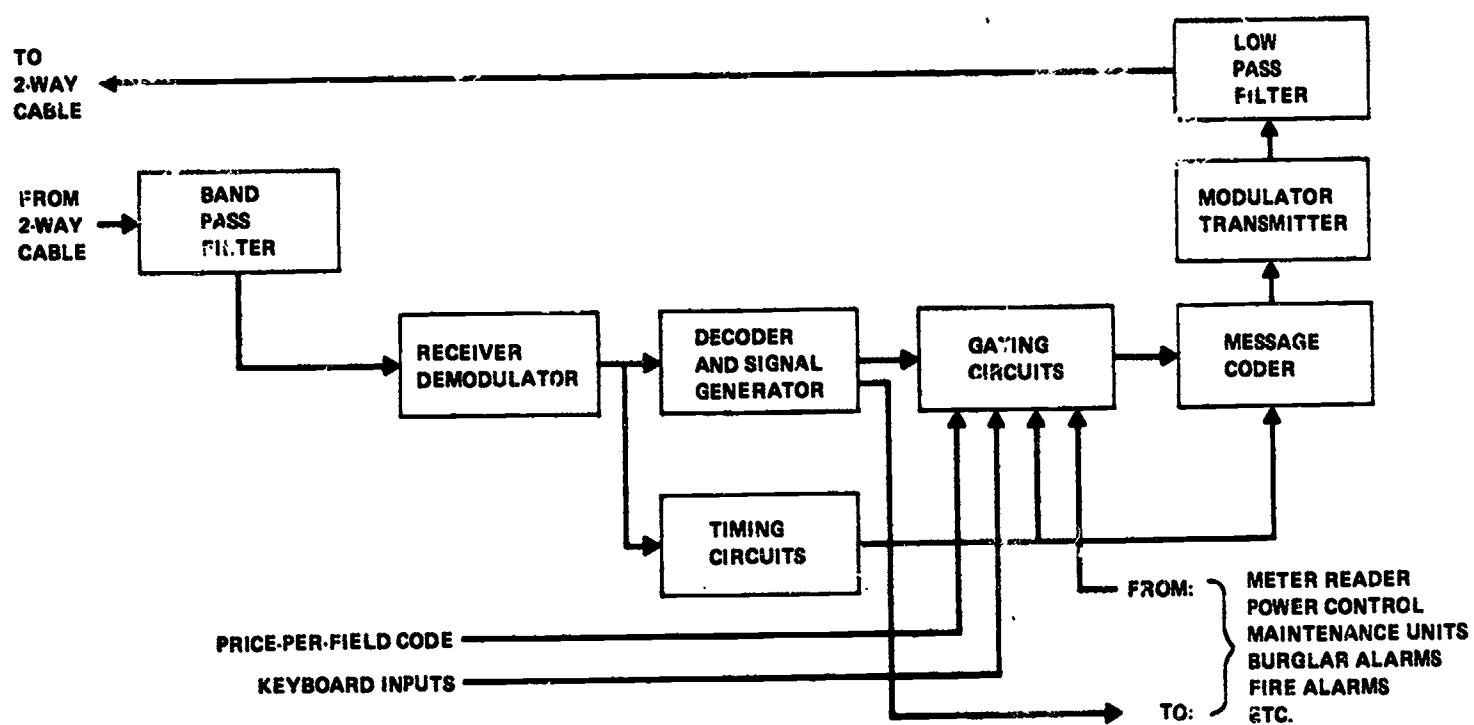 TO
2-WAY
CABLE
LOW
PASS
FILTER
FROM
2-WAY
CABLE
BAND
PASS
FILTER
MODULATOR
TRANSMITTER
RECEIVER
DEMODULATOR
DECODER
AND SIGNAL
GENERATOR
GATING
CIRCUITS
MESSAGE
CODER
TIMING
CIRCUITS
PRICE-PER-FIELD CODE
KEYBOARD INPUTS
FROM:
TO:
METER READER
POWER CONTROL
MAINTENANCE UNITS
BURGLAR ALARMS
FIRE ALARMS
ETC.